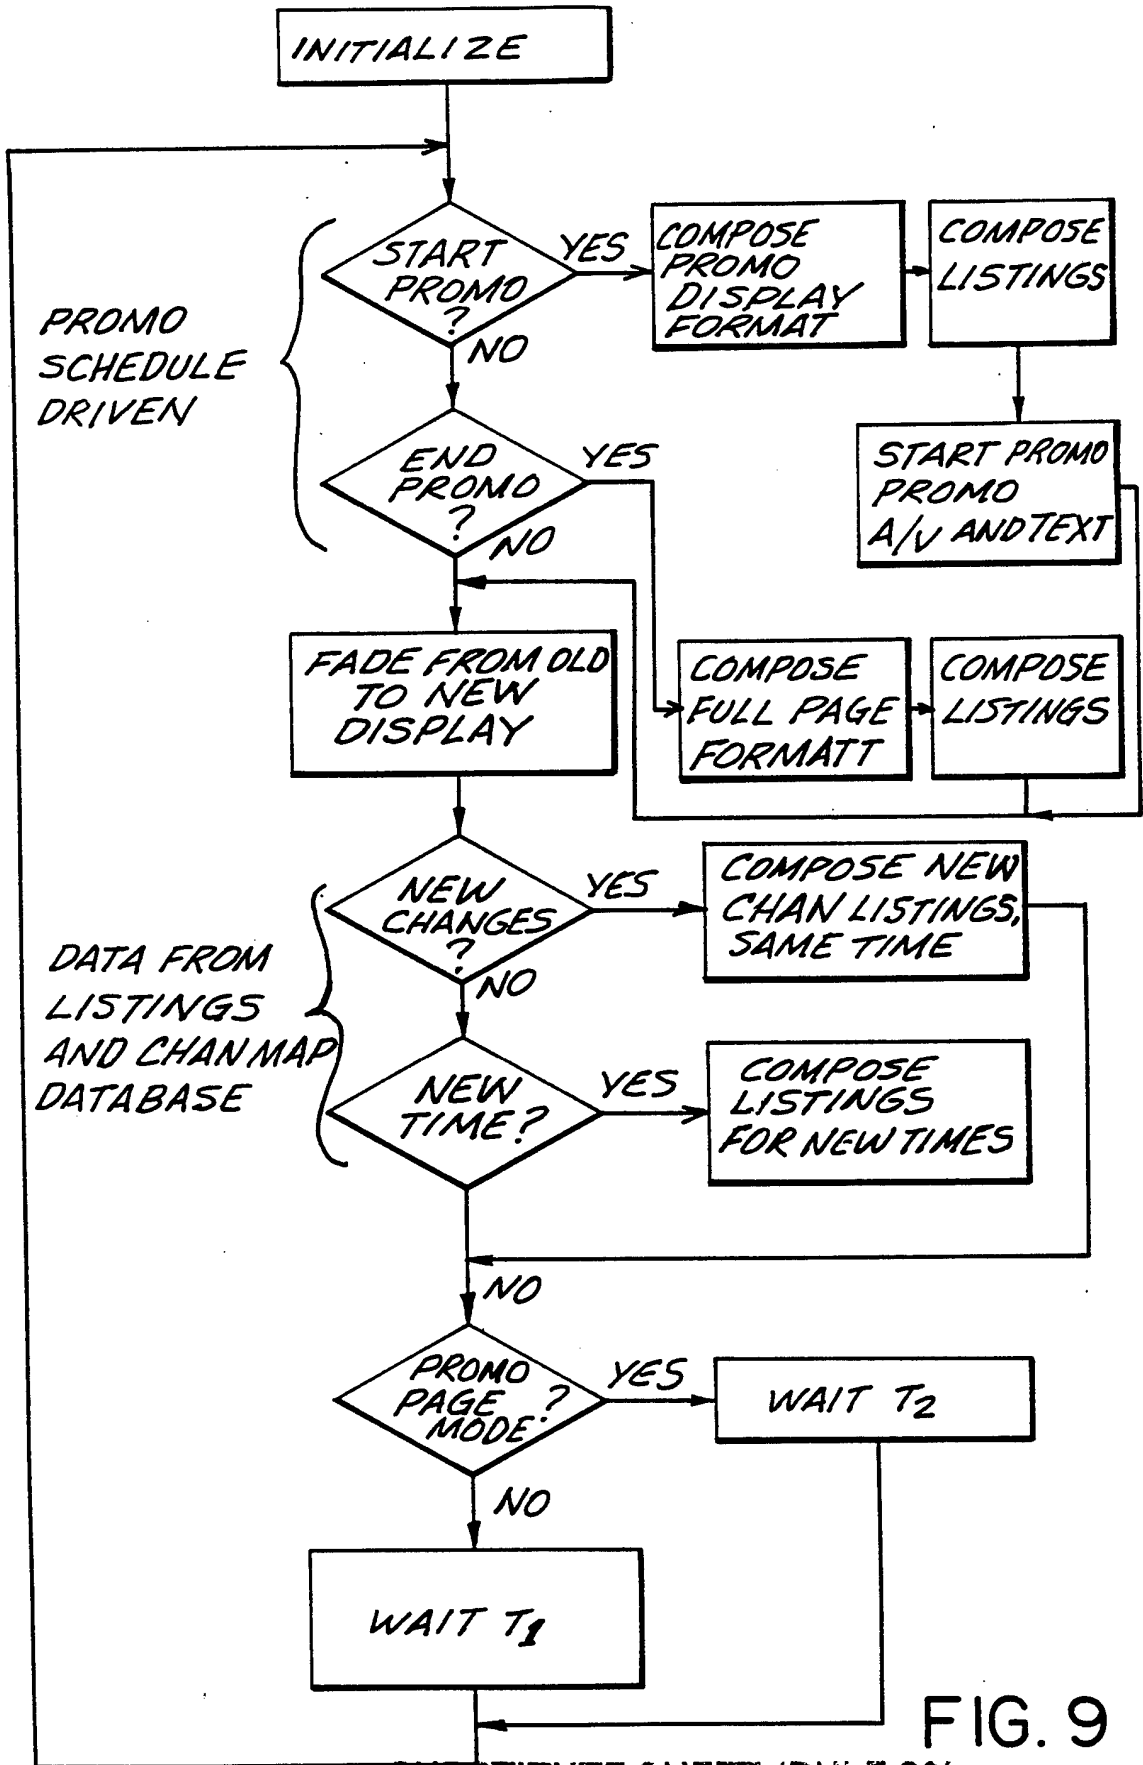 INITIALIZE
START
PROMO
?
YES
NO
COMPOSE
PROMO
DISPLAY
FORMAT
COMPOSE
LISTINGS
PROMO
SCHEDULE
DRIVEN
END
PROMO
?
YES
NO
START PROMO
PROMO
A/V AND TEXT
FADE FROM OLD
TO NEW
DISPLAY
COMPOSE
FULL PAGE
FORMATT
COMPOSE
LISTINGS
NEW
CHANGES
?
YES
NO
COMPOSE NEW
CHAN LISTINGS,
SAME TIME
DATA FROM
LISTINGS
AND CHAN MAP
DATABASE
NEW
TIME?
YES
COMPOSE
LISTINGS
FOR NEW TIMES
NO
PROMO
PAGE ?
MODE
YES
WAIT T2
NO
WAIT T1
FIG. 9